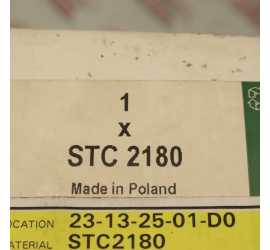 1
x
STC 2180
Made in Poland
OCATION 23-13-25-01-D0
ATERIAL STC2180